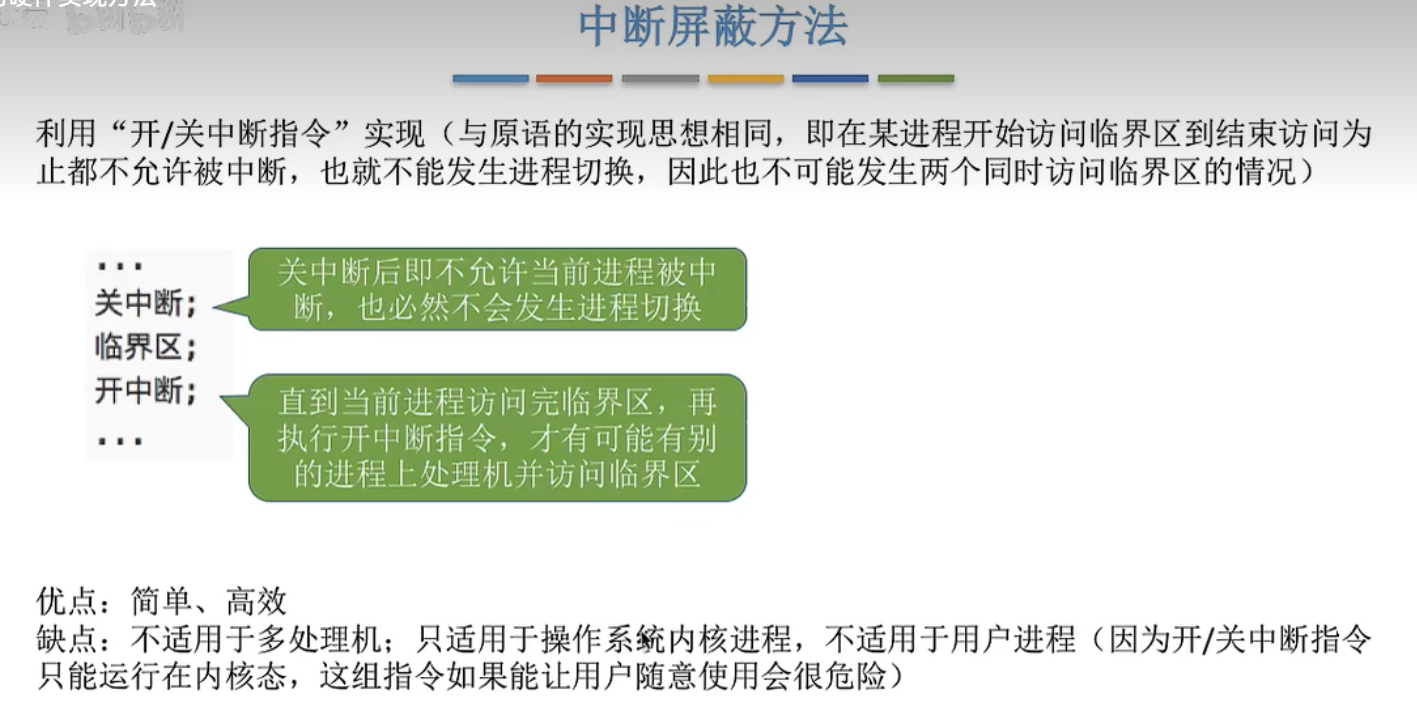 硬件实现方法
中断屏蔽方法
利用“开/关中断指令”实现（与原语的实现思想相同，即在某进程开始访问临界区到结束访问为
止都不允许被中断，也就不能发生进程切换，因此也不可能发生两个同时访问临界区的情况）
...
关中断;
临界区;
开中断;
...
关中断后即不允许当前进程被中
断，也必然不会发生进程切换
直到当前进程访问完临界区，再
执行开中断指令，才有可能有别
的进程上处理机并访问临界区
优点：简单、高效
缺点：不适用于多处理机；只适用于操作系统内核进程，不适用于用户进程（因为开/关中断指令
只能运行在内核态，这组指令如果能让用户随意使用会很危险）